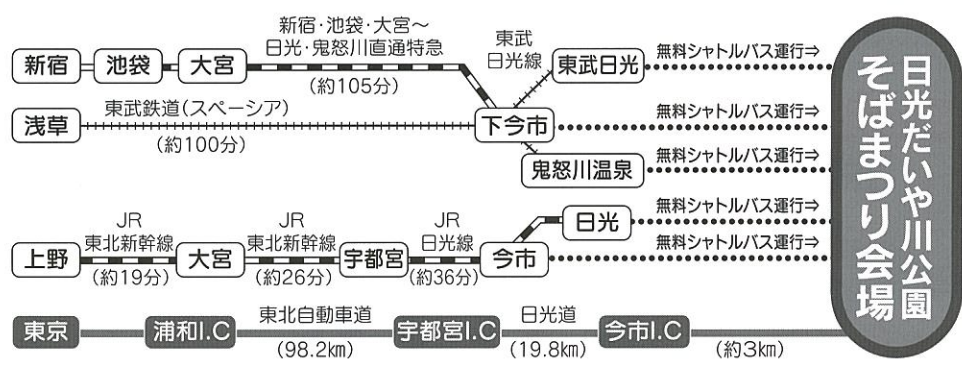 新宿・池袋・大宮～
日光・鬼怒川直通特急
東武
日光線
新宿
池袋
大宮
(約105分)
東武日光
無料シャトルバス運行⇒
浅草
東武鉄道(スペーシア)
(約100分)
下今市
無料シャトルバス運行⇒
鬼怒川温泉
無料シャトルバス運行⇒
上野
JR
東北新幹線
(約19分)
大宮
JR
東北新幹線
(約26分)
宇都宮
JR
日光線
(約36分)
今市
日光
無料シャトルバス運行⇒
無料シャトルバス運行⇒
東京
浦和I.C
東北自動車道
(98.2km)
宇都宮I.C
日光道
(19.8km)
今市I.C
(約3km)
日光だいや川公園
そばまつり会場